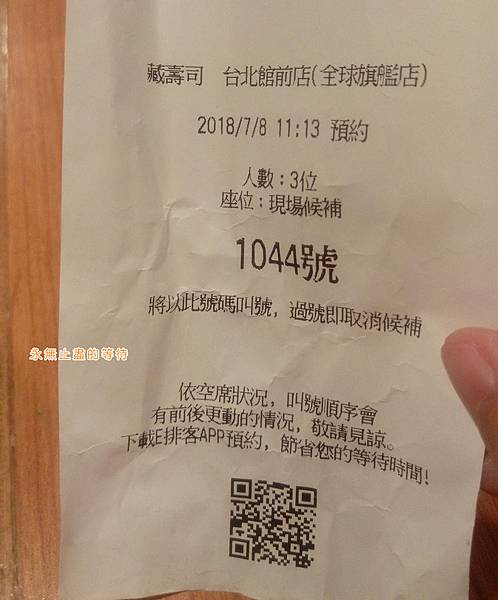 藏壽司 台北館前店(全球旗艦店)
2018/7/8 11:13 預約
人數:3位
座位:現場候補
1044號
將以此號碼叫號, 過號即取消候補
永無止盡的等待
依空席狀況, 叫號順序會
有前後更動的情況, 敬請見諒。
下載E排客APP預約, 節省您的等待時間!